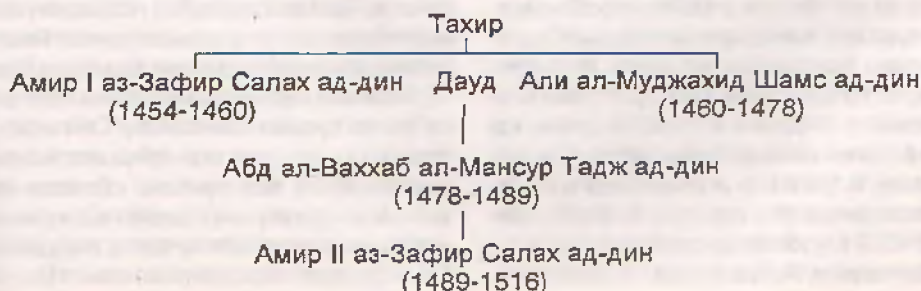 Тахир
Амир I аз-Зафир Салах ад-дин Дауд Али ал-Муджахид Шамс ад-дин
(1454-1460) (1460-1478)
Абд ал-Ваххаб ал-Мансур Тадж ад-дин
(1478-1489)
Амир II аз-Зафир Салах ад-дин
(1489-1516)